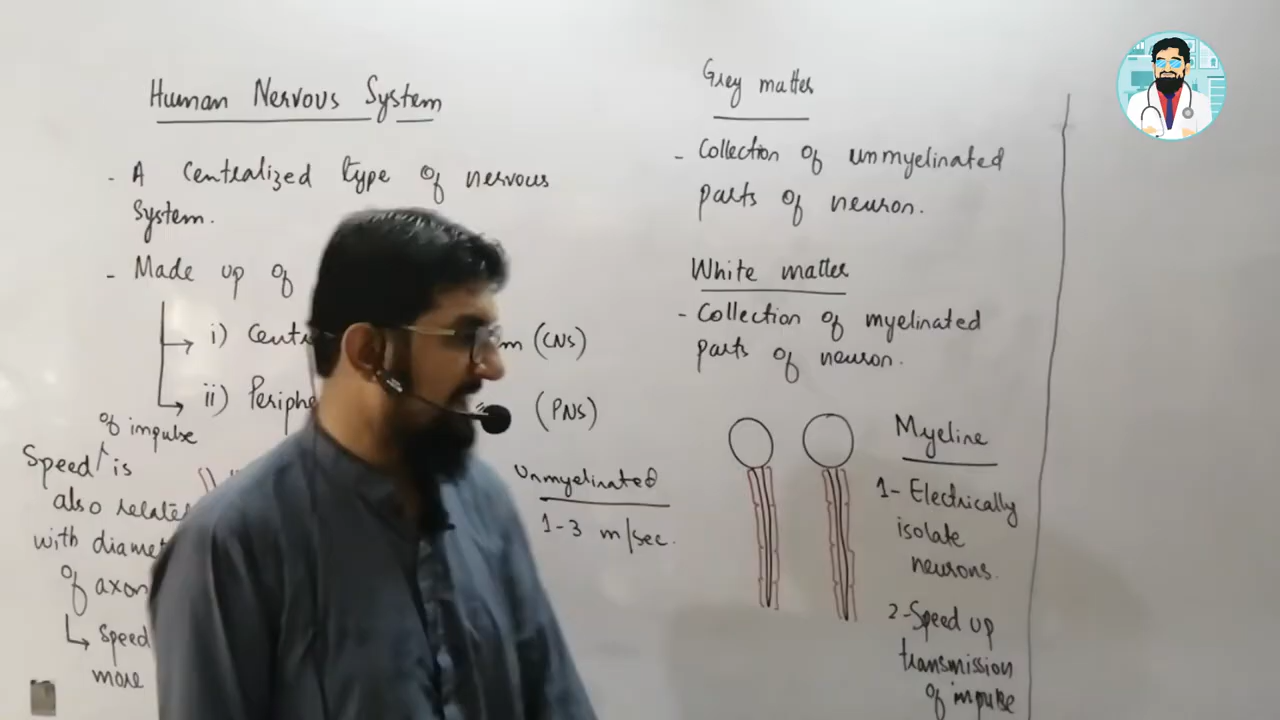 Human Nervous System
- A centralized type of nervous
system.
- Made up of
i) Cent
m (CNS)
ii) Periphe
(PNS)
of impulse
Speed is
also relate
with diamet
of axon
Speed
more
Unmyelinated
1-3 m/sec.
Grey matter
- Collection of unmyelinated
parts of neuron.
White matter
- Collection of myelinated
parts of neuron.
Myeline
1- Electrically
isolate
neurons.
2- Speed up
transmission
of impulse